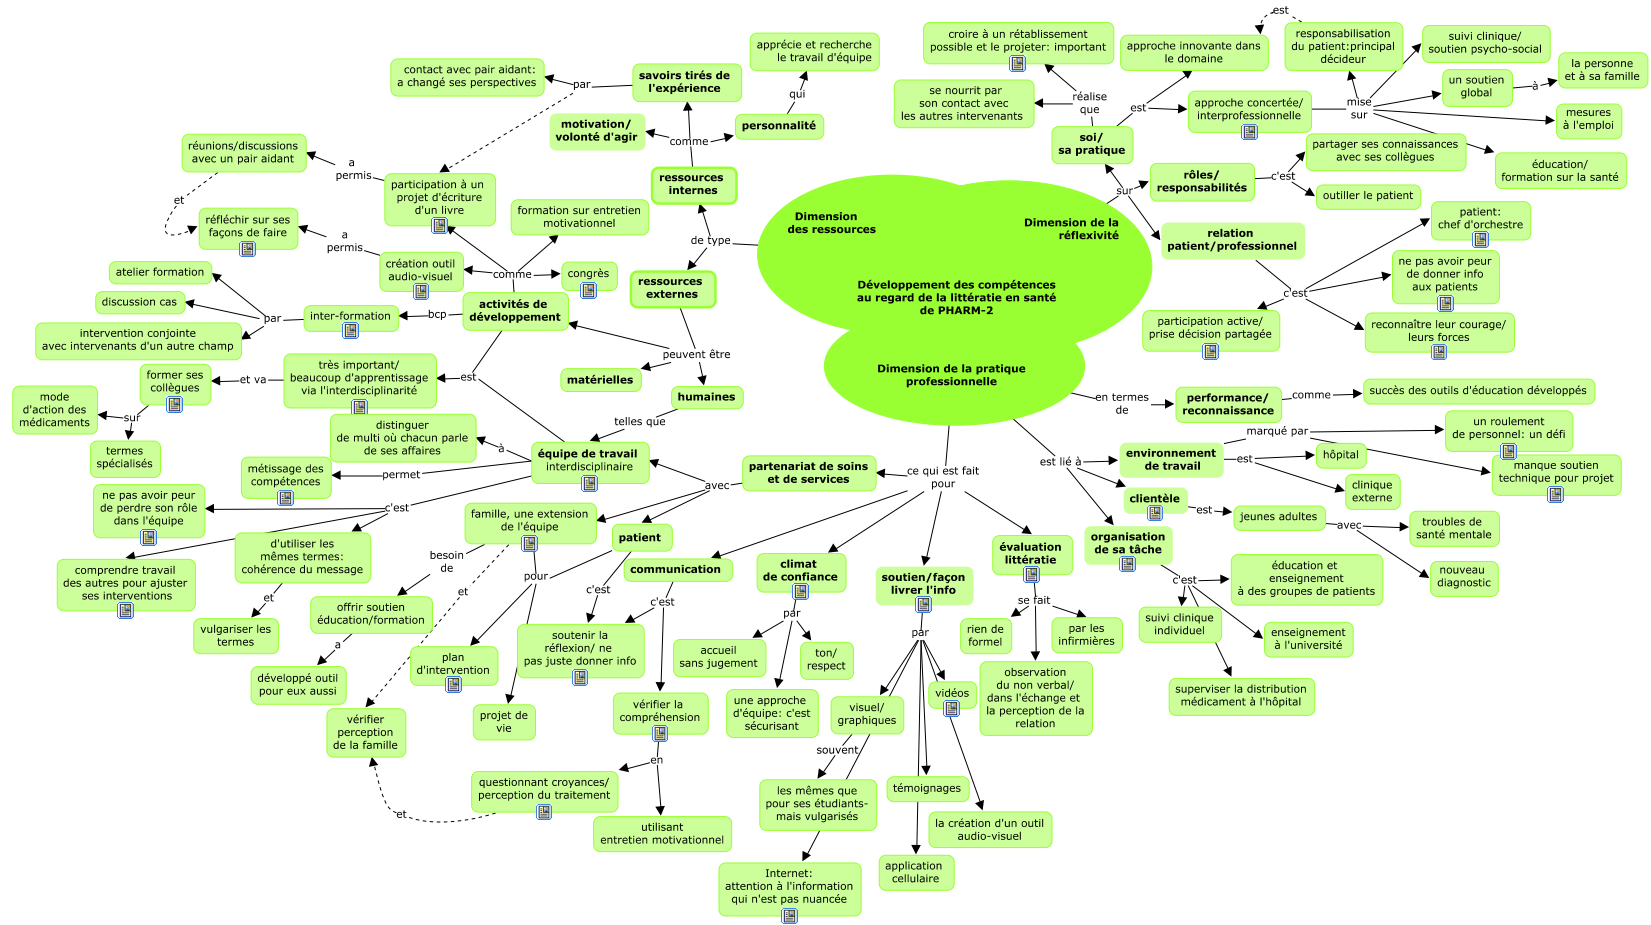 Dimension
des ressources
Dimension de la
réflexivité
Développement des compétences
au regard de la littératie en santé
de PHARM-2
Dimension de la pratique
professionnelle
de type
ressources
internes
comme
savoirs tirés de
l'expérience
par
contact avec pair aidant:
a changé ses perspectives
motivation/
volonté d'agir
personnalité
qui
apprécie et recherche
le travail d'équipe
ressources
externes
peuvent être
matérielles
humaines
telles que
activités de
développement
comme
participation à un
projet d'écriture
d'un livre
a
permis
réunions/discussions
avec un pair aidant
et
réfléchir sur ses
façons de faire
a
permis
création outil
audio-visuel
formation sur entretien
motivationnel
congrès
bcp
inter-formation
par
atelier formation
discussion cas
intervention conjointe
avec intervenants d'un autre champ
est
très important/
beaucoup d'apprentissage
via l'interdisciplinarité
et va
former ses
collègues
sur
mode
d'action des
médicaments
termes
spécialisés
équipe de travail
interdisciplinaire
à
distinguer
de multi où chacun parle
de ses affaires
permet
métissage des
compétences
c'est
ne pas avoir peur
de perdre son rôle
dans l'équipe
comprendre travail
des autres pour ajuster
ses interventions
d'utiliser les
mêmes termes:
cohérence du message
et
vulgariser les
termes
soi/
sa pratique
réalise
que
croire à un rétablissement
possible et le projeter: important
se nourrit par
son contact avec
les autres intervenants
est
approche innovante dans
le domaine
approche concertée/
interprofessionnelle
mise
sur
est
responsabilisation
du patient:principal
décideur
suivi clinique/
soutien psycho-social
un soutien
global
à
la personne
et à sa famille
mesures
à l'emploi
éducation/
formation sur la santé
sur
rôles/
responsabilités
c'est
partager ses connaissances
avec ses collègues
outiller le patient
relation
patient/professionnel
c'est
patient:
chef d'orchestre
ne pas avoir peur
de donner info
aux patients
reconnaître leur courage/
leurs forces
participation active/
prise décision partagée
en termes
de
performance/
reconnaissance
comme
succès des outils d'éducation développés
est lié à
environnement
de travail
marqué par
un roulement
de personnel: un défi
manque soutien
technique pour projet
est
hôpital
clinique
externe
clientèle
est
jeunes adultes
avec
troubles de
santé mentale
nouveau
diagnostic
organisation
de sa tâche
c'est
éducation et
enseignement
à des groupes de patients
suivi clinique
individuel
enseignement
à l'université
superviser la distribution
médicament à l'hôpital
ce qui est fait
pour
partenariat de soins
et de services
avec
famille, une extension
de l'équipe
besoin
de
offrir soutien
éducation/formation
a
développé outil
pour eux aussi
et
vérifier
perception
de la famille
patient
pour
plan
d'intervention
projet de
vie
c'est
soutenir la
réflexion/ ne
pas juste donner info
communication
c'est
vérifier la
compréhension
en
questionnant croyances/
perception du traitement
et
utilisant
entretien motivationnel
climat
de confiance
par
accueil
sans jugement
une approche
d'équipe: c'est
sécurisant
ton/
respect
soutien/façon
livrer l'info
par
visuel/
graphiques
souvent
les mêmes que
pour ses étudiants-
mais vulgarisés
Internet:
attention à l'information
qui n'est pas nuancée
témoignages
application
cellulaire
vidéos
la création d'un outil
audio-visuel
évaluation
littératie
se fait
rien de
formel
par les
infirmières
observation
du non verbal/
dans l'échange et
la perception de la
relation